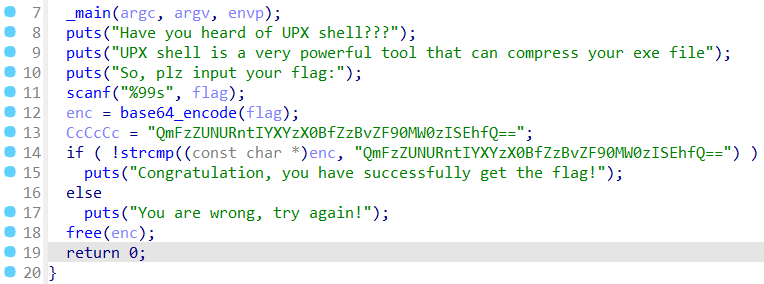 7 _main(argc, argv, envp);
8 puts("Have you heard of UPX shell???");
9 puts("UPX shell is a very powerful tool that can compress your exe file");
10 puts("So, plz input your flag:");
11 scanf("%99s", flag);
12 enc = base64_encode(flag);
13 CcCcCc = "QmFzZUNURntIYXYzX0BfZzBvZF90MW0zISEhfQ==";
14 if ( !strcmp((const char *)enc, "QmFzZUNURntIYXYzX0BfZzBvZF90MW0zISEhfQ==") )
15 puts("Congratulation, you have successfully get the flag!");
16 else
17 puts("You are wrong, try again!");
18 free(enc);
19 return 0;
20 }